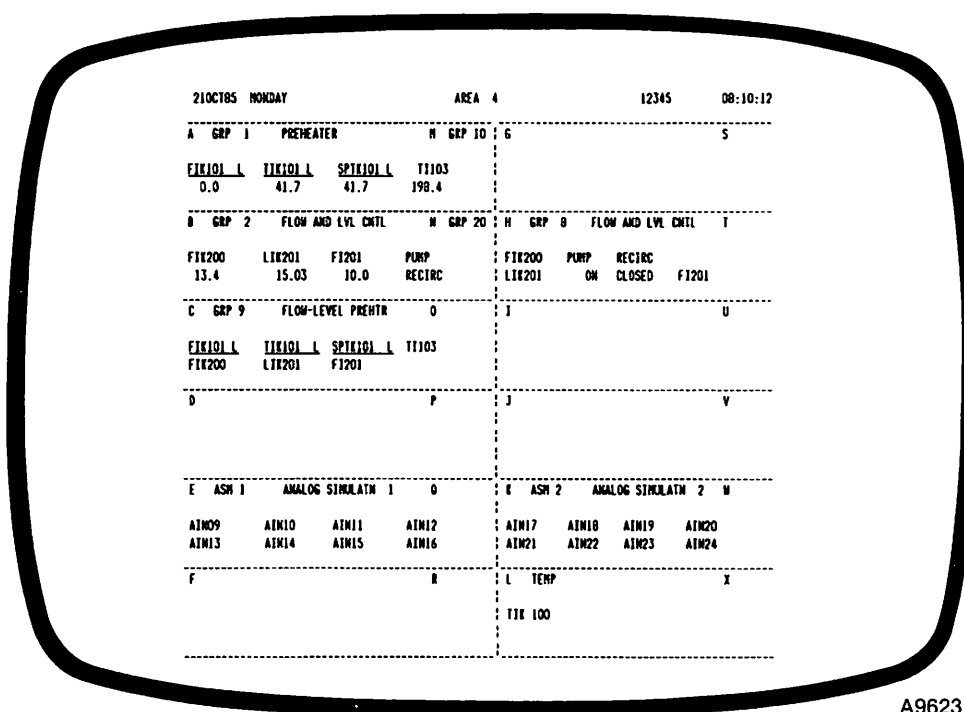 21OCT85 MONDAY AREA 4 12345 08:10:12
A GRP 1 PREHEATER M GRP 10 G S
FIK101 L TIK101 L SPTK101 L TI103
0.0 41.7 41.7 198.4
B GRP 2 FLOW AND LVL CNTL N GRP 20 H GRP 8 FLOW AND LVL CNTL T
FIK200 LIK201 FI201 PUMP FIK200 PUMP RECIRC
13.4 15.03 10.0 RECIRC LIK201 ON CLOSED FI201
C GRP 9 FLOW-LEVEL PREHTR O I U
FIK101 L TIK101 L SPTK101 L TI103
FIK200 LIK201 FI201
D P J V
E ASM 1 ANALOG SIMULATN 1 Q K ASM 2 ANALOG SIMULATN 2 W
AIN09 AIN10 AIN11 AIN12 AIN17 AIN18 AIN19 AIN20
AIN13 AIN14 AIN15 AIN16 AIN21 AIN22 AIN23 AIN24
F R L TEMP X
TIK 100
A9623